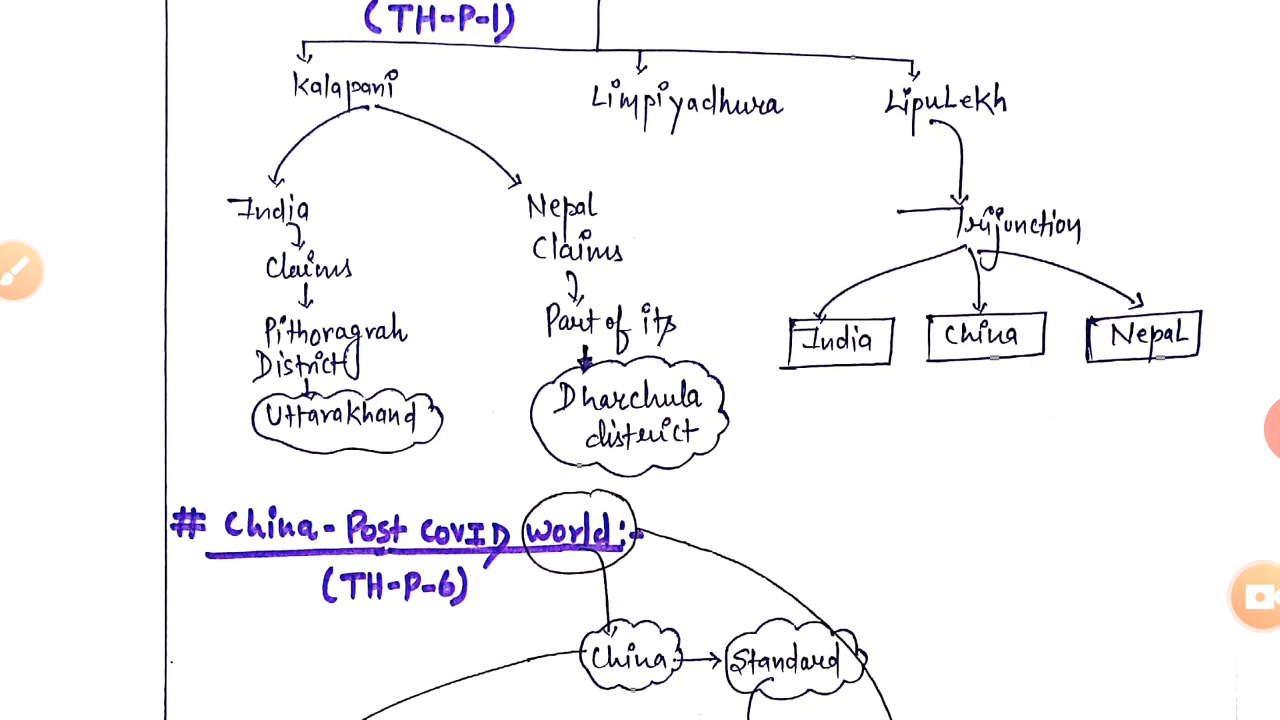 (TH-P-1)
Kalapani
Limpiyadhura
LipuLekh
India
Claims
Pithoragrah
District
Uttarakhand
Nepal
Claims
Part of its
Dharchula
district
Trijunction
India
China
Nepal
# China-Post COVID world:-
(TH-P-6)
China
Standard